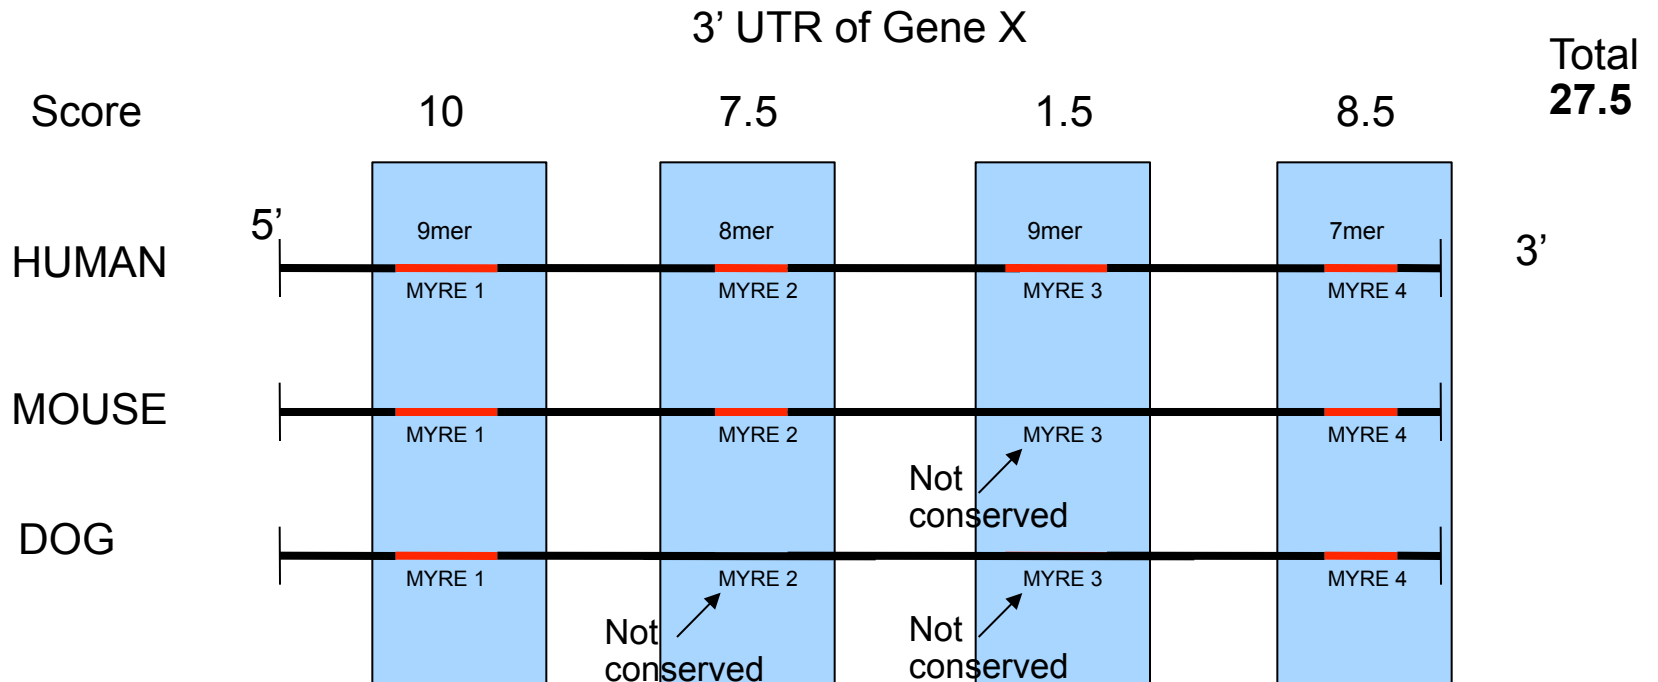 3’ UTR of Gene X
Total
27.5
Score 10 7.5 1.5 8.5
5’ 9mer 8mer 9mer 7mer
HUMAN 3’
MYRE 1 MYRE 2 MYRE 3 MYRE 4
MOUSE
MYRE 1 MYRE 2 MYRE 3 MYRE 4
Not
conserved
DOG
MYRE 1 MYRE 2 MYRE 3 MYRE 4
Not
conserved
Not
conserved